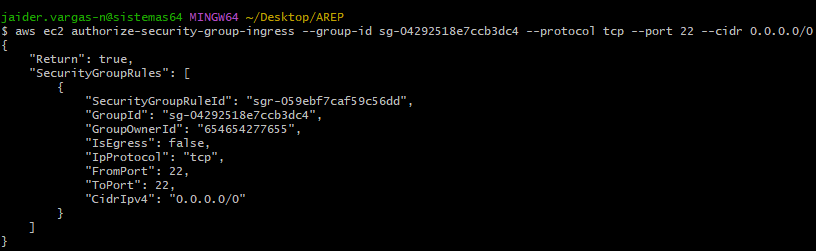 jaider.vargas-n@sistemas64 MINGW64 ~/Desktop/AREP
$ aws ec2 authorize-security-group-ingress --group-id sg-04292518e7ccb3dc4 --protocol tcp --port 22 --cidr 0.0.0.0/0
{
    "Return": true,
    "SecurityGroupRules": [
        {
            "SecurityGroupRuleId": "sgr-059ebf7caf59c56dd",
            "GroupId": "sg-04292518e7ccb3dc4",
            "GroupOwnerId": "654654277655",
            "IsEgress": false,
            "IpProtocol": "tcp",
            "FromPort": 22,
            "ToPort": 22,
            "CidrIpv4": "0.0.0.0/0"
        }
    ]
}